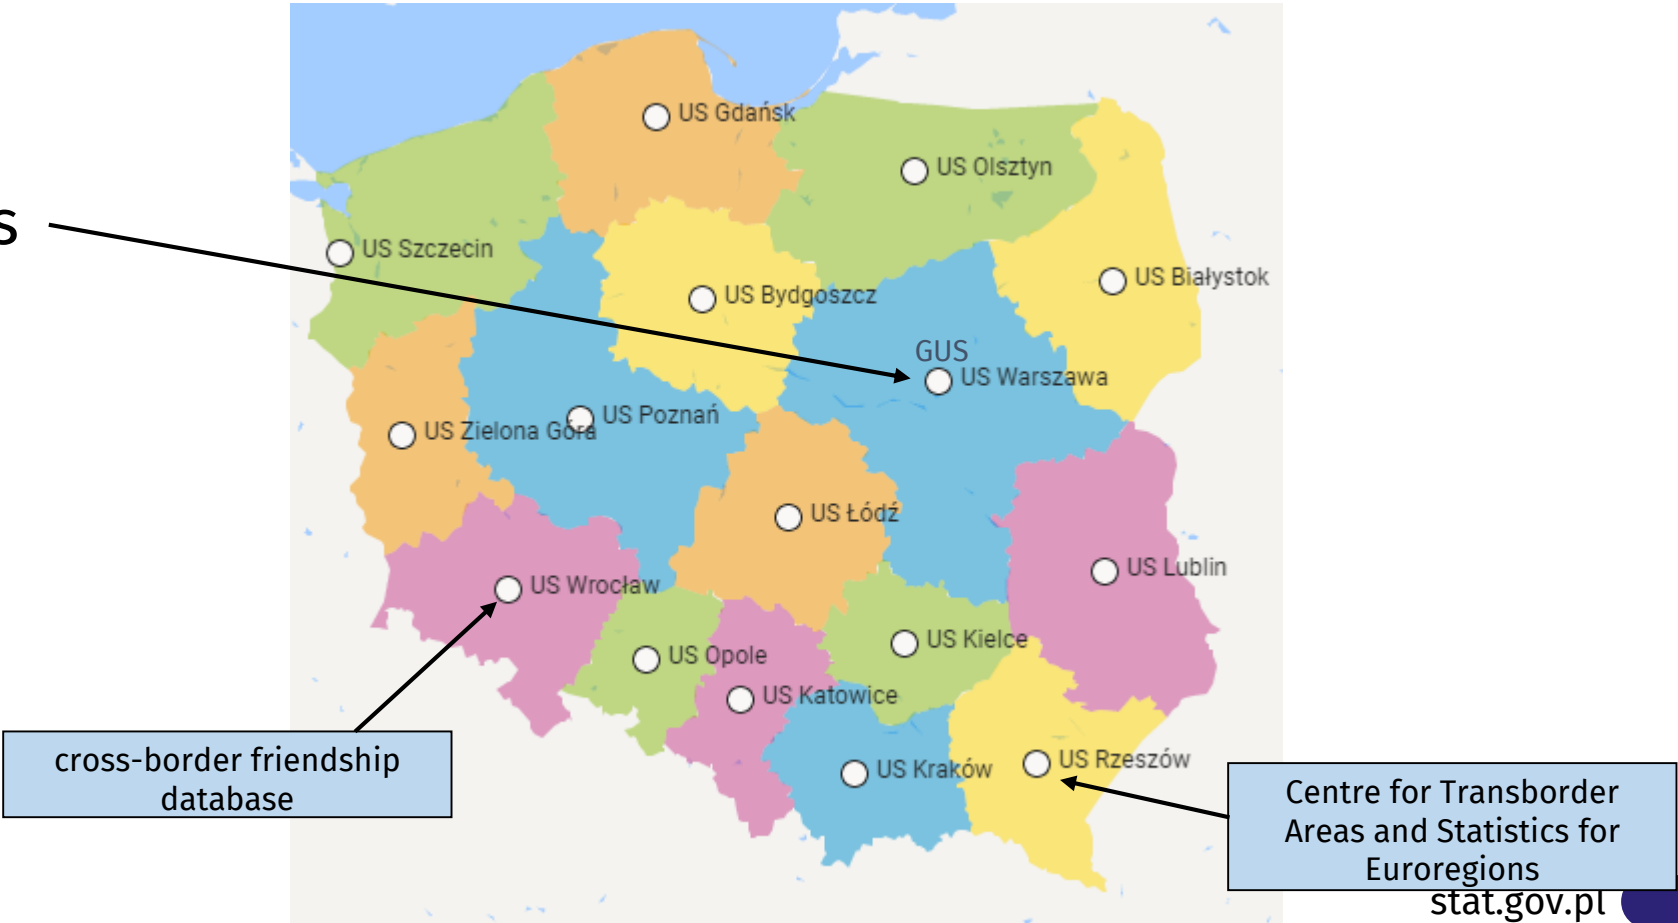 US Gdańsk
US Olsztyn
s
US Szczecin
US Białystok
US Bydgoszcz
GUS
US Warszawa
US Poznań
US Zielona Góra
US Łódź
US Lublin
US Wrocław
US Kielce
US Opole
US Katowice
US Rzeszów
US Kraków
cross-border friendship
database
Centre for Transborder
Areas and Statistics for
Euroregions
stat.gov.pl